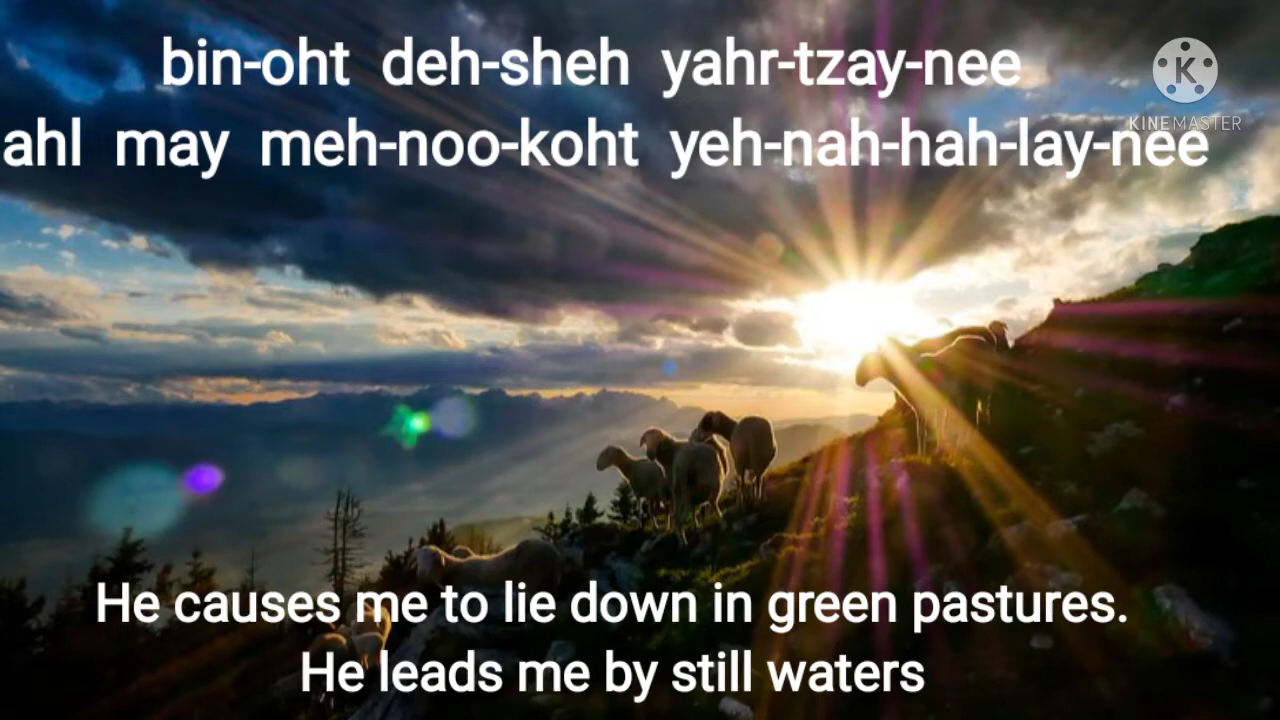 bin-oht deh-sheh yahr-tzay-nee
ahl may meh-noo-koht yeh-nah-hah-lay-nee
K
KINEMASTER
He causes me to lie down in green pastures.
He leads me by still waters